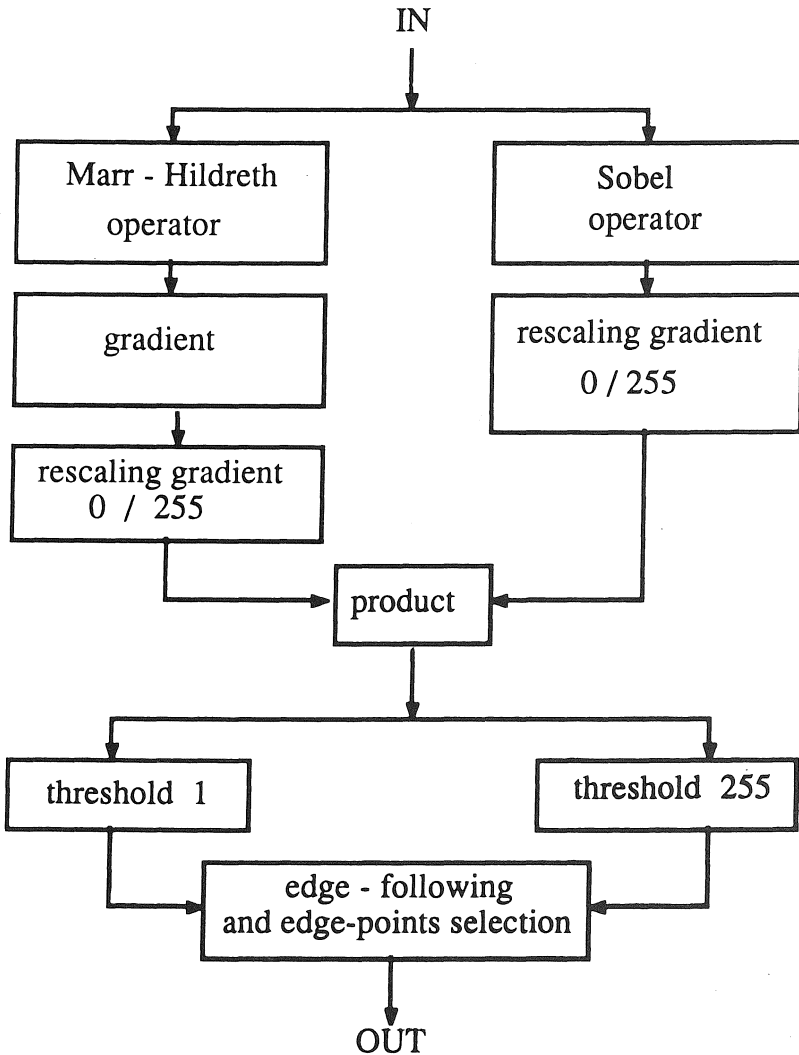 IN
Marr - Hildreth
operator
Sobel
operator
gradient
rescaling gradient
0 / 255
rescaling gradient
0 / 255
product
threshold 1
threshold 255
edge - following
and edge-points selection
OUT